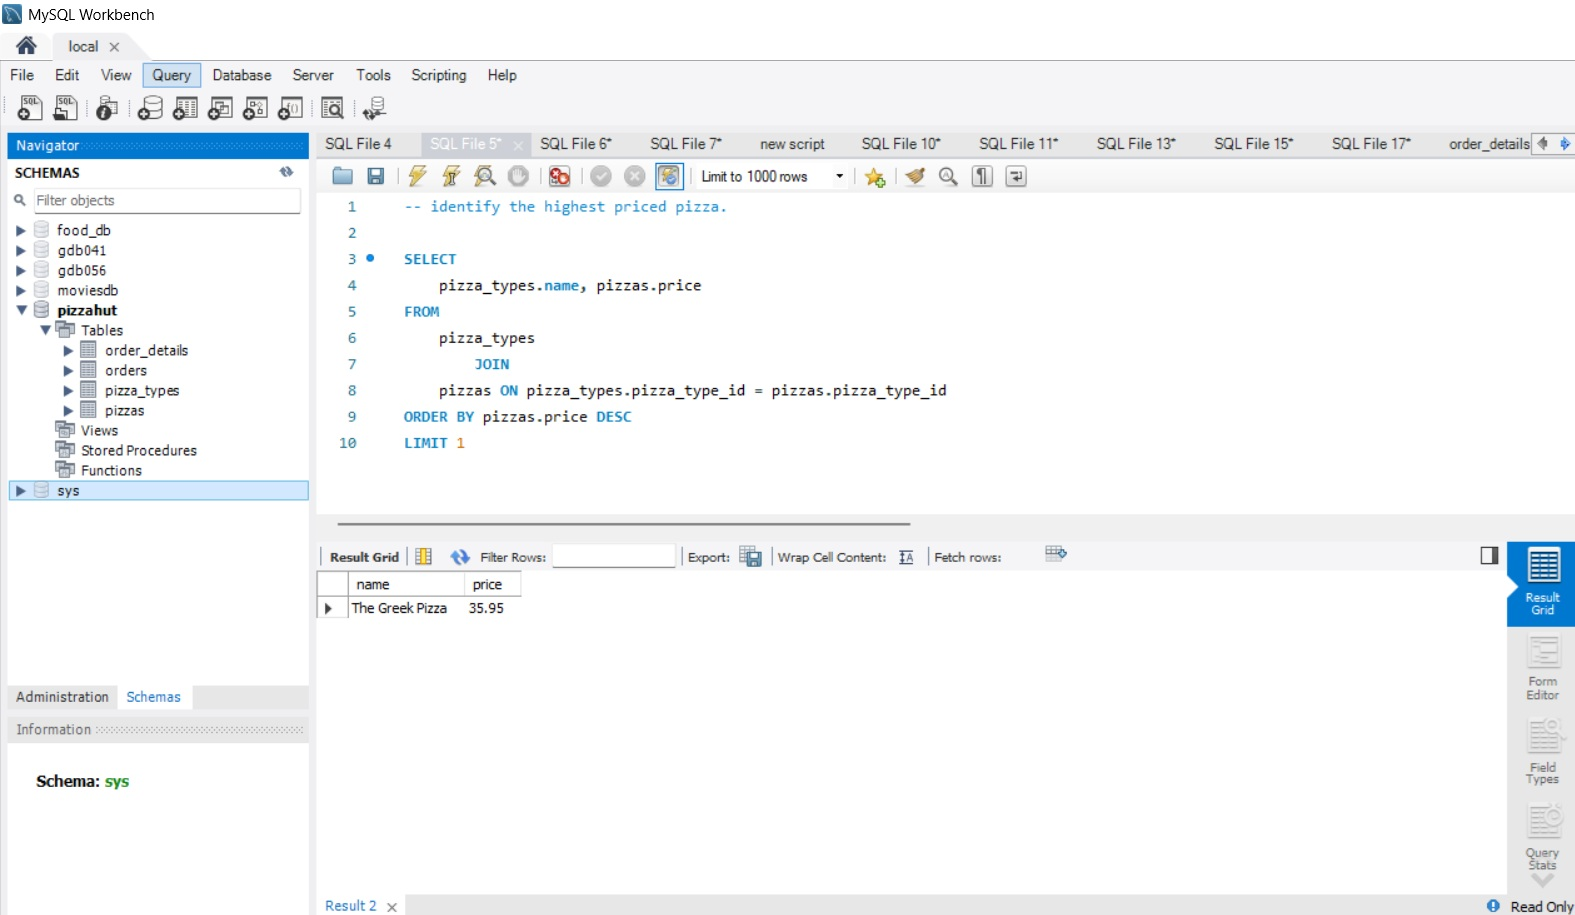 MySQL Workbench
local
File Edit View Query Database Server Tools Scripting Help
Navigator
SCHEMAS
Filter objects
food_db
gdb041
gdb056
moviesdb
pizzahut
Tables
order_details
orders
pizza_types
pizzas
Views
Stored Procedures
Functions
sys
Administration Schemas
Information
Schema: sys
SQL File 4 SQL File 5* SQL File 6* SQL File 7* new script SQL File 10* SQL File 11* SQL File 13* SQL File 15* SQL File 17* order_details
Limit to 1000 rows
1 -- identify the highest priced pizza.
2
3 SELECT
4 pizza_types.name, pizzas.price
5 FROM
6 pizza_types
7 JOIN
8 pizzas ON pizza_types.pizza_type_id = pizzas.pizza_type_id
9 ORDER BY pizzas.price DESC
10 LIMIT 1
Result Grid Filter Rows: Export: Wrap Cell Content: Fetch rows:
name price
The Greek Pizza 35.95
Result
Grid
Form
Editor
Field
Types
Query
Stats
Result 2
Read Only